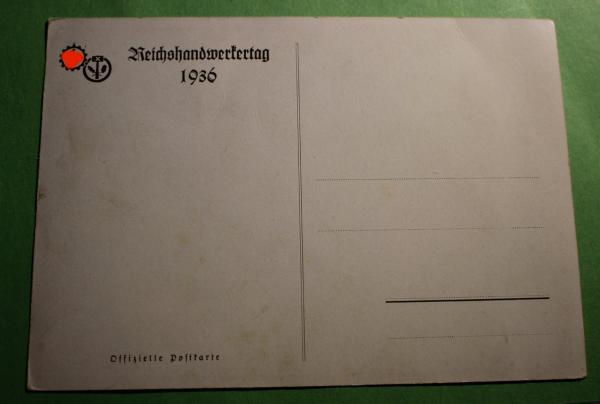 Reichshandwerkertag
1936
Offizielle Postkarte